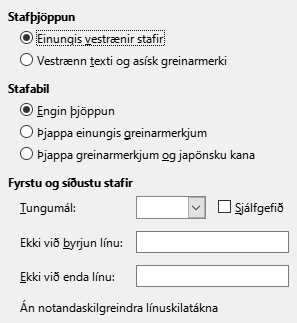 Stafþjöppun
Einungis vestrænir stafir
Vestrænn texti og asísk greinarmerki
Stafabil
Engin þjöppun
Þjappa einungis greinarmerkjum
Þjappa greinarmerkjum og japönsku kana
Fyrstu og síðustu stafir
Tungumál:
Sjálfgefið
Ekki við byrjun línu:
Ekki við enda línu:
Án notandaskilgreindra línuskilatákna